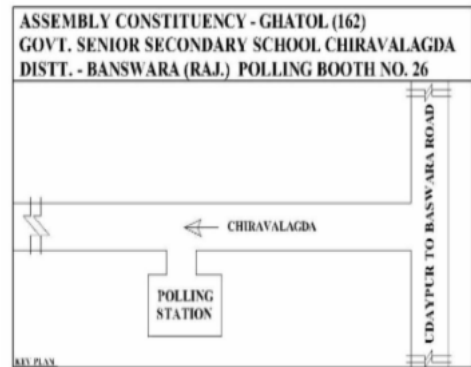 ASSEMBLY CONSTITUENCY - GHATOL (162)
GOVT. SENIOR SECONDARY SCHOOL CHIRAVALAGDA
DISTT. - BANSWARA (RAJ.) POLLING BOOTH NO. 26
CHIRAVALAGDA
POLLING
STATION
UDAYPUR TO BASWARA ROAD
KEY PLAM